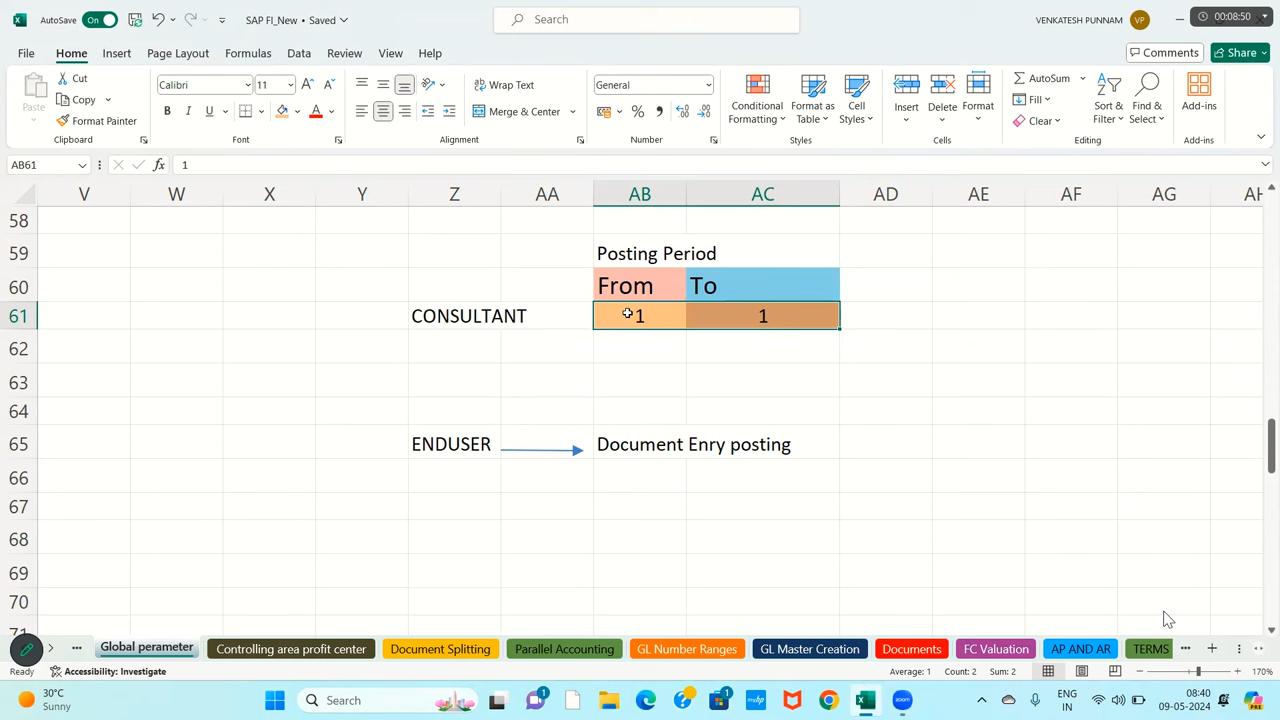 AutoSave On SAP FI_New • Saved Search VENKATESH PUNNAM VP 00:08:50
File Home Insert Page Layout Formulas Data Review View Help Comments Share
Paste Cut Copy Format Painter
Calibri 11 A A
B I U A
Wrap Text
Merge & Center
General
% ,
Conditional Formatting
Format as Table
Cell Styles
Insert Delete Format
AutoSum Fill Clear
Sort & Filter
Find & Select
Add-ins
Clipboard Font Alignment Number Styles Cells Editing Add-ins
AB61 fx 1
V W X Y Z AA AB AC AD AE AF AG AH
58
59 Posting Period
60 From To
61 CONSULTANT 1 1
62
63
64
65 ENDUSER Document Enry posting
66
67
68
69
70
71
Global perameter Controlling area profit center Document Splitting Parallel Accounting GL Number Ranges GL Master Creation Documents FC Valuation AP AND AR TERMS
Ready Accessibility: Investigate Average: 1 Count: 2 Sum: 2 170%
30°C
Sunny
Search
1
1
ENG
IN
08:40
09-05-2024
PRE